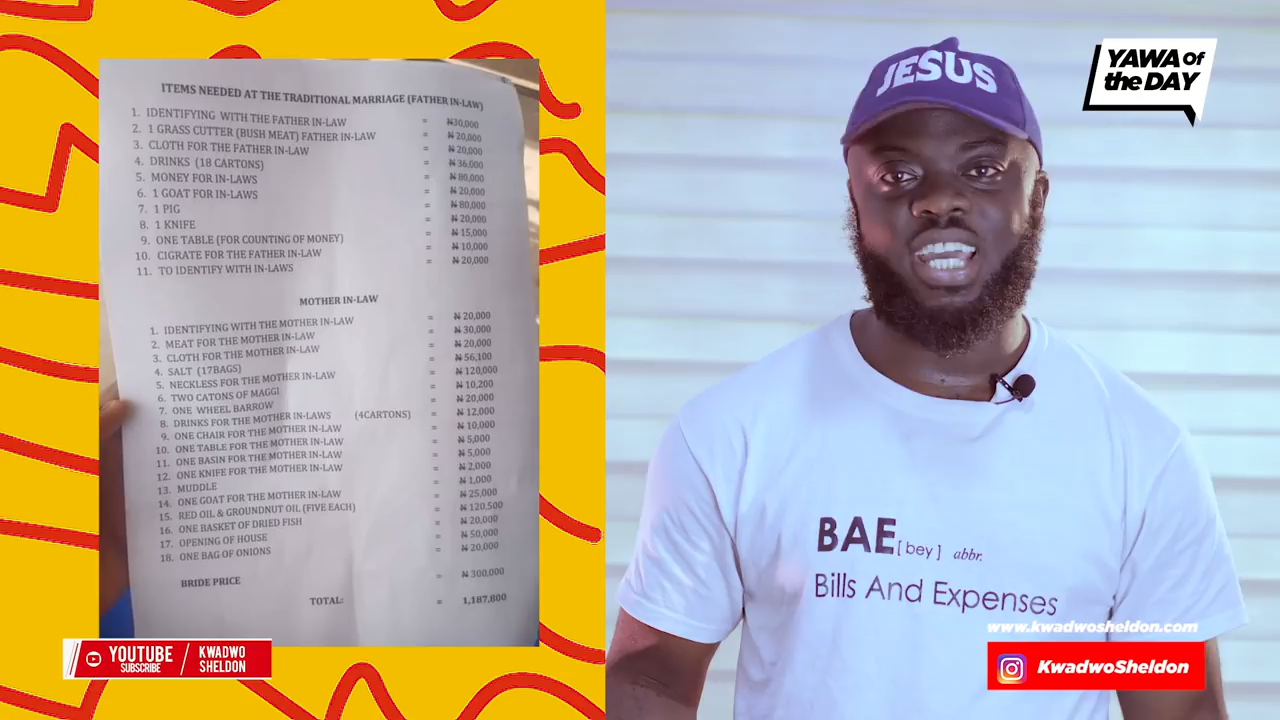 ITEMS NEEDED AT THE TRADITIONAL MARRIAGE (FATHER IN-LAW)
1. IDENTIFYING WITH THE FATHER IN-LAW = ₦30,000
2. 1 GRASS CUTTER (BUSH MEAT) FATHER IN-LAW = ₦ 20,000
3. CLOTH FOR THE FATHER IN-LAW = ₦ 20,000
4. DRINKS (18 CARTONS) = ₦ 36,000
5. MONEY FOR IN-LAWS = ₦ 80,000
6. 1 GOAT FOR IN-LAWS = ₦ 20,000
7. 1 PIG = ₦ 80,000
8. 1 KNIFE = ₦ 20,000
9. ONE TABLE (FOR COUNTING OF MONEY) = ₦ 15,000
10. CIGRATE FOR THE FATHER IN-LAW = ₦ 10,000
11. TO IDENTIFY WITH IN-LAWS = ₦ 20,000
MOTHER IN-LAW
1. IDENTIFYING WITH THE MOTHER IN-LAW = ₦ 20,000
2. MEAT FOR THE MOTHER IN-LAW = ₦ 30,000
3. CLOTH FOR THE MOTHER IN-LAW = ₦ 20,000
4. SALT (17BAGS) = ₦ 56,100
5. NECKLESS FOR THE MOTHER IN-LAW = ₦ 120,000
6. TWO CATONS OF MAGGI = ₦ 10,200
7. ONE WHEEL BARROW = ₦ 20,000
8. DRINKS FOR THE MOTHER IN-LAWS (4CARTONS) = ₦ 12,000
9. ONE CHAIR FOR THE MOTHER IN-LAW = ₦ 10,000
10. ONE TABLE FOR THE MOTHER IN-LAW = ₦ 5,000
11. ONE BASIN FOR THE MOTHER IN-LAW = ₦ 5,000
12. ONE KNIFE FOR THE MOTHER IN-LAW = ₦ 2,000
13. MUDDLE = ₦ 1,000
14. ONE GOAT FOR THE MOTHER IN-LAW = ₦ 25,000
15. RED OIL & GROUNDNUT OIL (FIVE EACH) = ₦ 120,500
16. ONE BASKET OF DRIED FISH = ₦ 20,000
17. OPENING OF HOUSE = ₦ 50,000
18. ONE BAG OF ONIONS = ₦ 20,000
BRIDE PRICE = ₦ 300,000
TOTAL: = 1,187,800
YOUTUBE
SUBSCRIBE
KWADWO
SHELDON
JESUS
YAWA of
the DAY
BAE [ bey ] abbr.
Bills And Expenses
www.kwadwosheldon.com
KwadwoSheldon